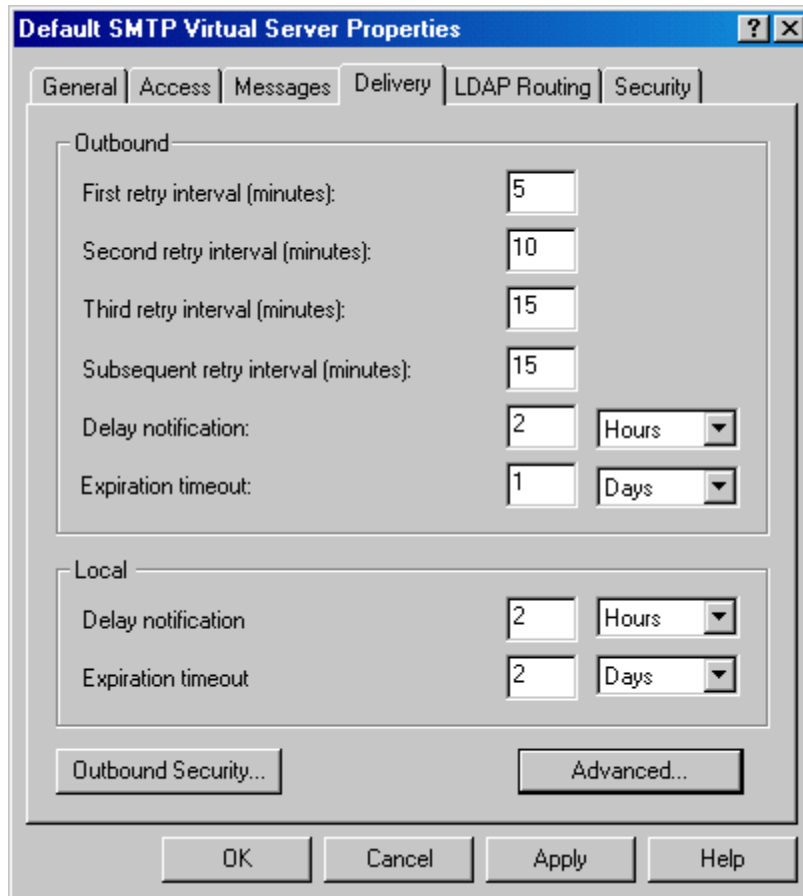 Default SMTP Virtual Server Properties
General Access Messages Delivery LDAP Routing Security
Outbound
First retry interval (minutes): 5
Second retry interval (minutes): 10
Third retry interval (minutes): 15
Subsequent retry interval (minutes): 15
Delay notification: 2 Hours
Expiration timeout: 1 Days
Local
Delay notification 2 Hours
Expiration timeout 2 Days
Outbound Security... Advanced...
OK Cancel Apply Help